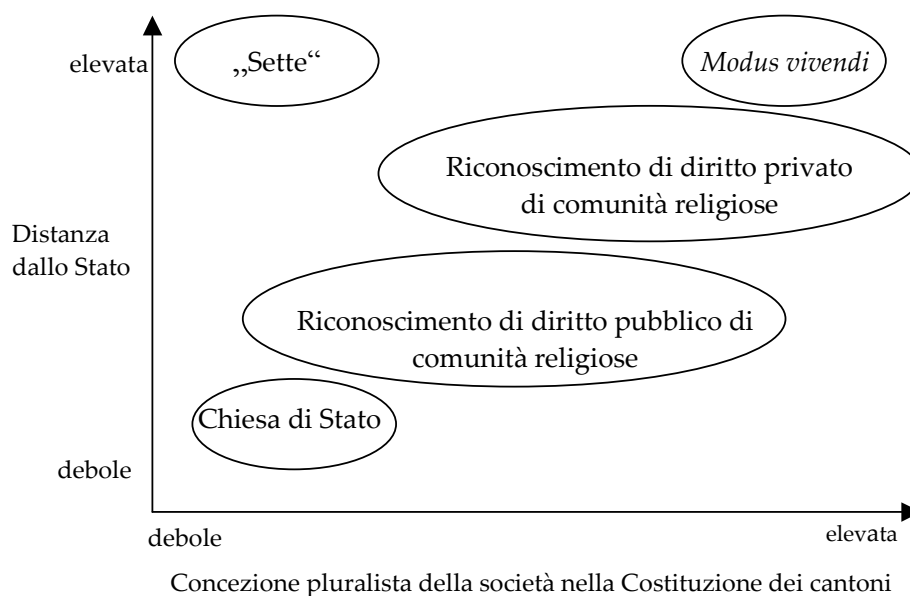 elevata
„Sette“
Modus vivendi
Riconoscimento di diritto privato
di comunità religiose
Distanza
dallo Stato
Riconoscimento di diritto pubblico di
comunità religiose
Chiesa di Stato
debole
debole
elevata
Concezione pluralista della società nella Costituzione dei cantoni